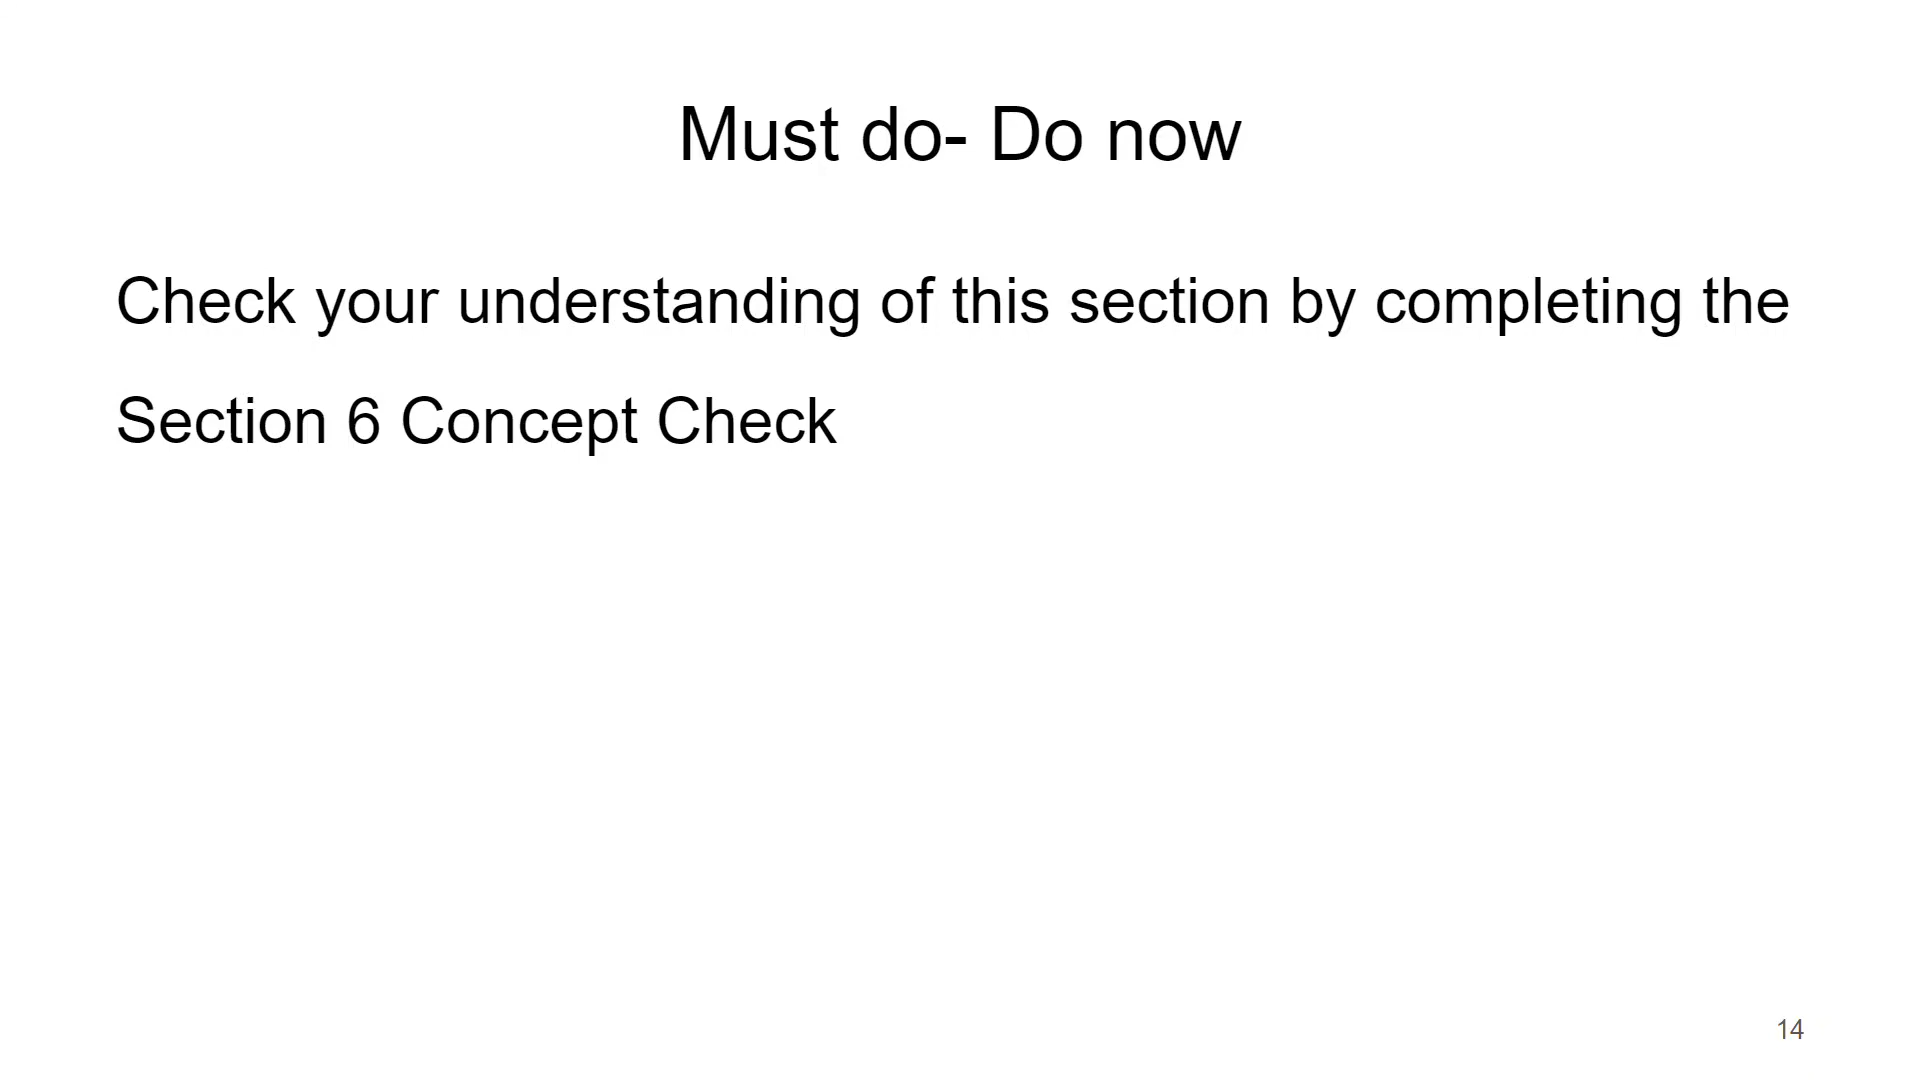 Must do- Do now
Check your understanding of this section by completing the
Section 6 Concept Check
14